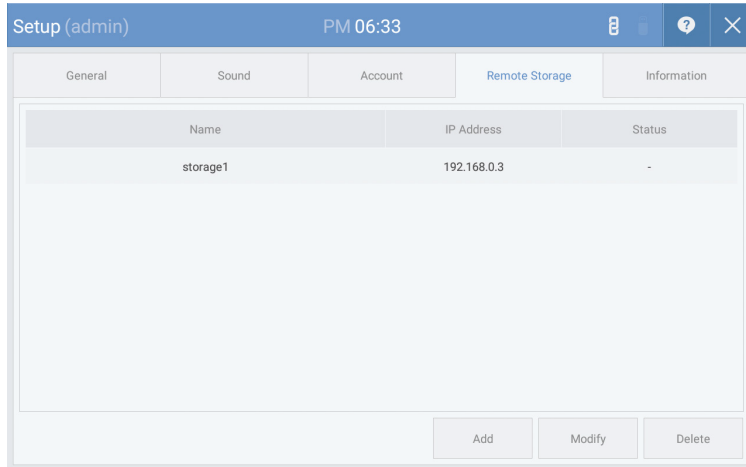 Setup (admin) PM 06:33
General Sound Account Remote Storage Information
Name IP Address Status
storage1 192.168.0.3 -
Add Modify Delete